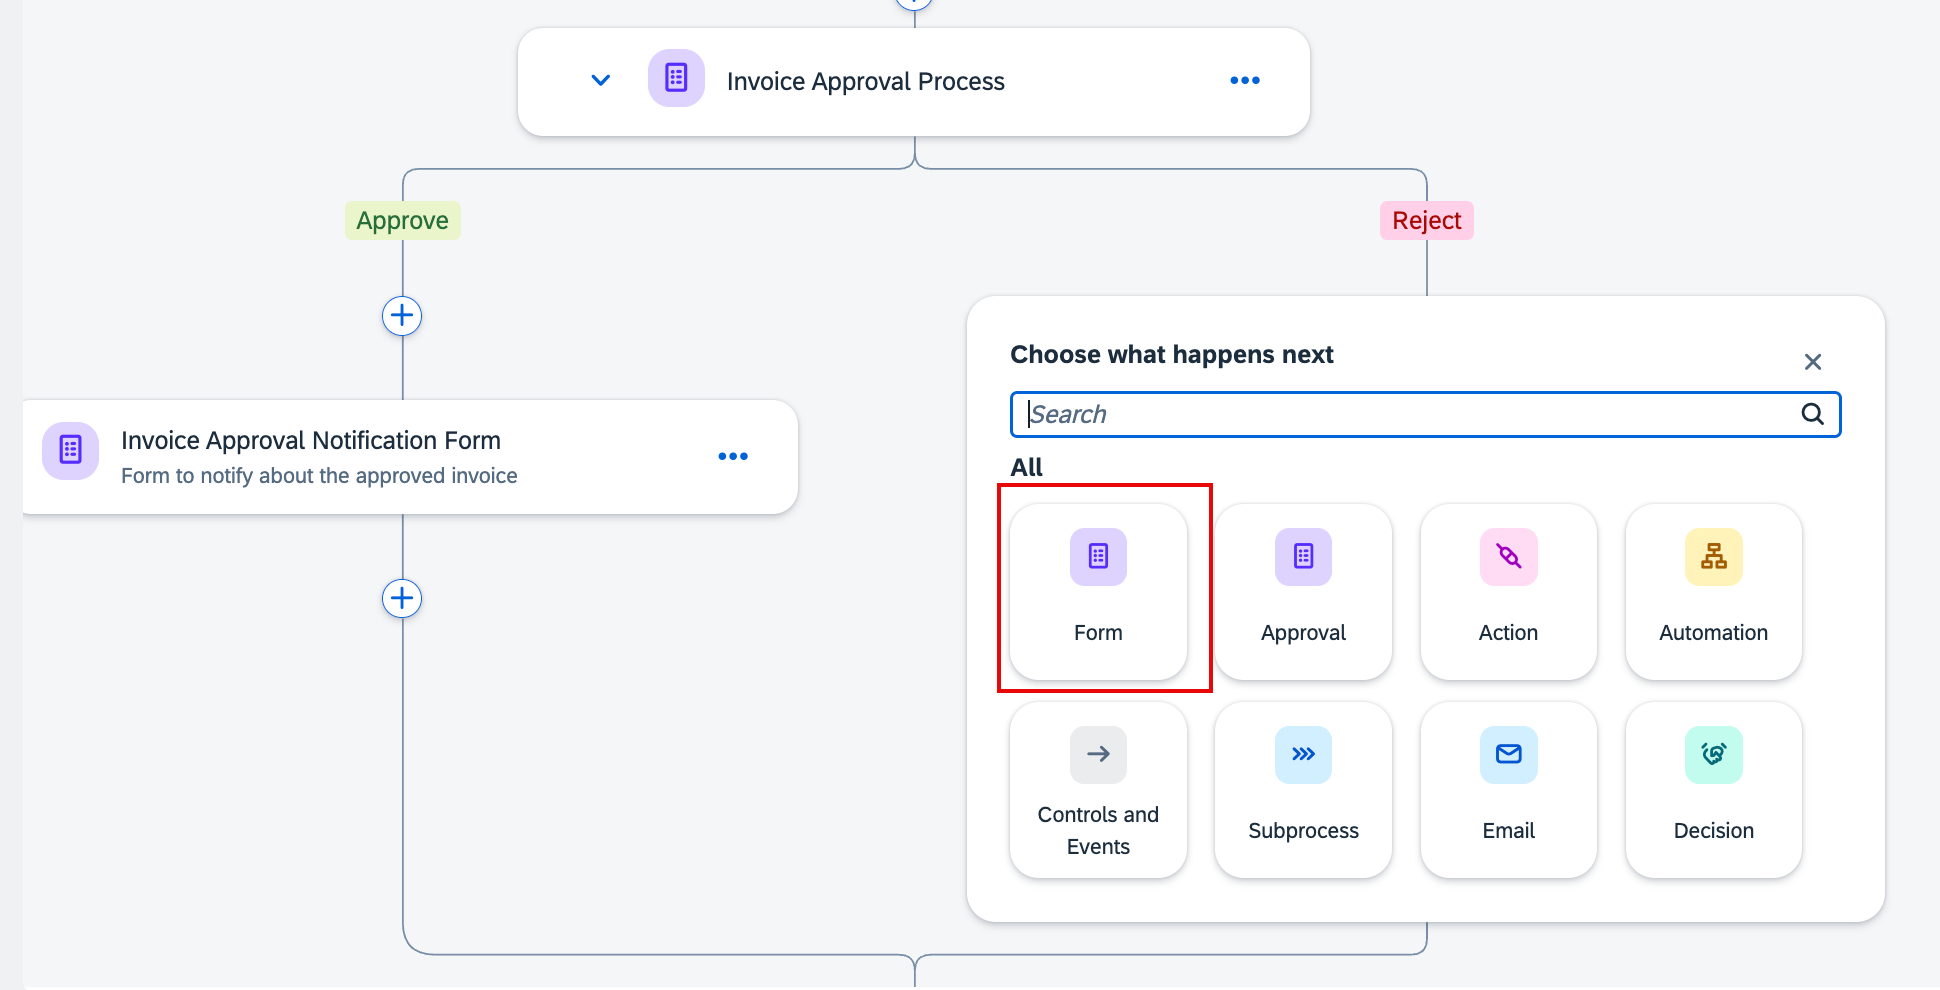 Invoice Approval Process
Approve
Reject
Choose what happens next
Search
Invoice Approval Notification Form
Form to notify about the approved invoice
All
Form
Approval
Action
Automation
Controls and
Events
Subprocess
Email
Decision